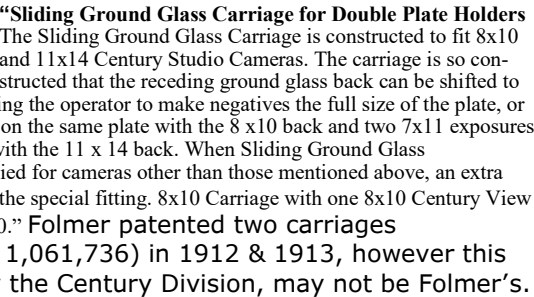 “Sliding Ground Glass Carriage for Double Plate Holders
The Sliding Ground Glass Carriage is constructed to fit 8x10
and 11x14 Century Studio Cameras. The carriage is so con-
structed that the receding ground glass back can be shifted to
ing the operator to make negatives the full size of the plate, or
on the same plate with the 8 x10 back and two 7x11 exposures
with the 11 x 14 back. When Sliding Ground Glass
ied for cameras other than those mentioned above, an extra
the special fitting. 8x10 Carriage with one 8x10 Century View
0.” Folmer patented two carriages
1,061,736) in 1912 & 1913, however this
the Century Division, may not be Folmer’s.